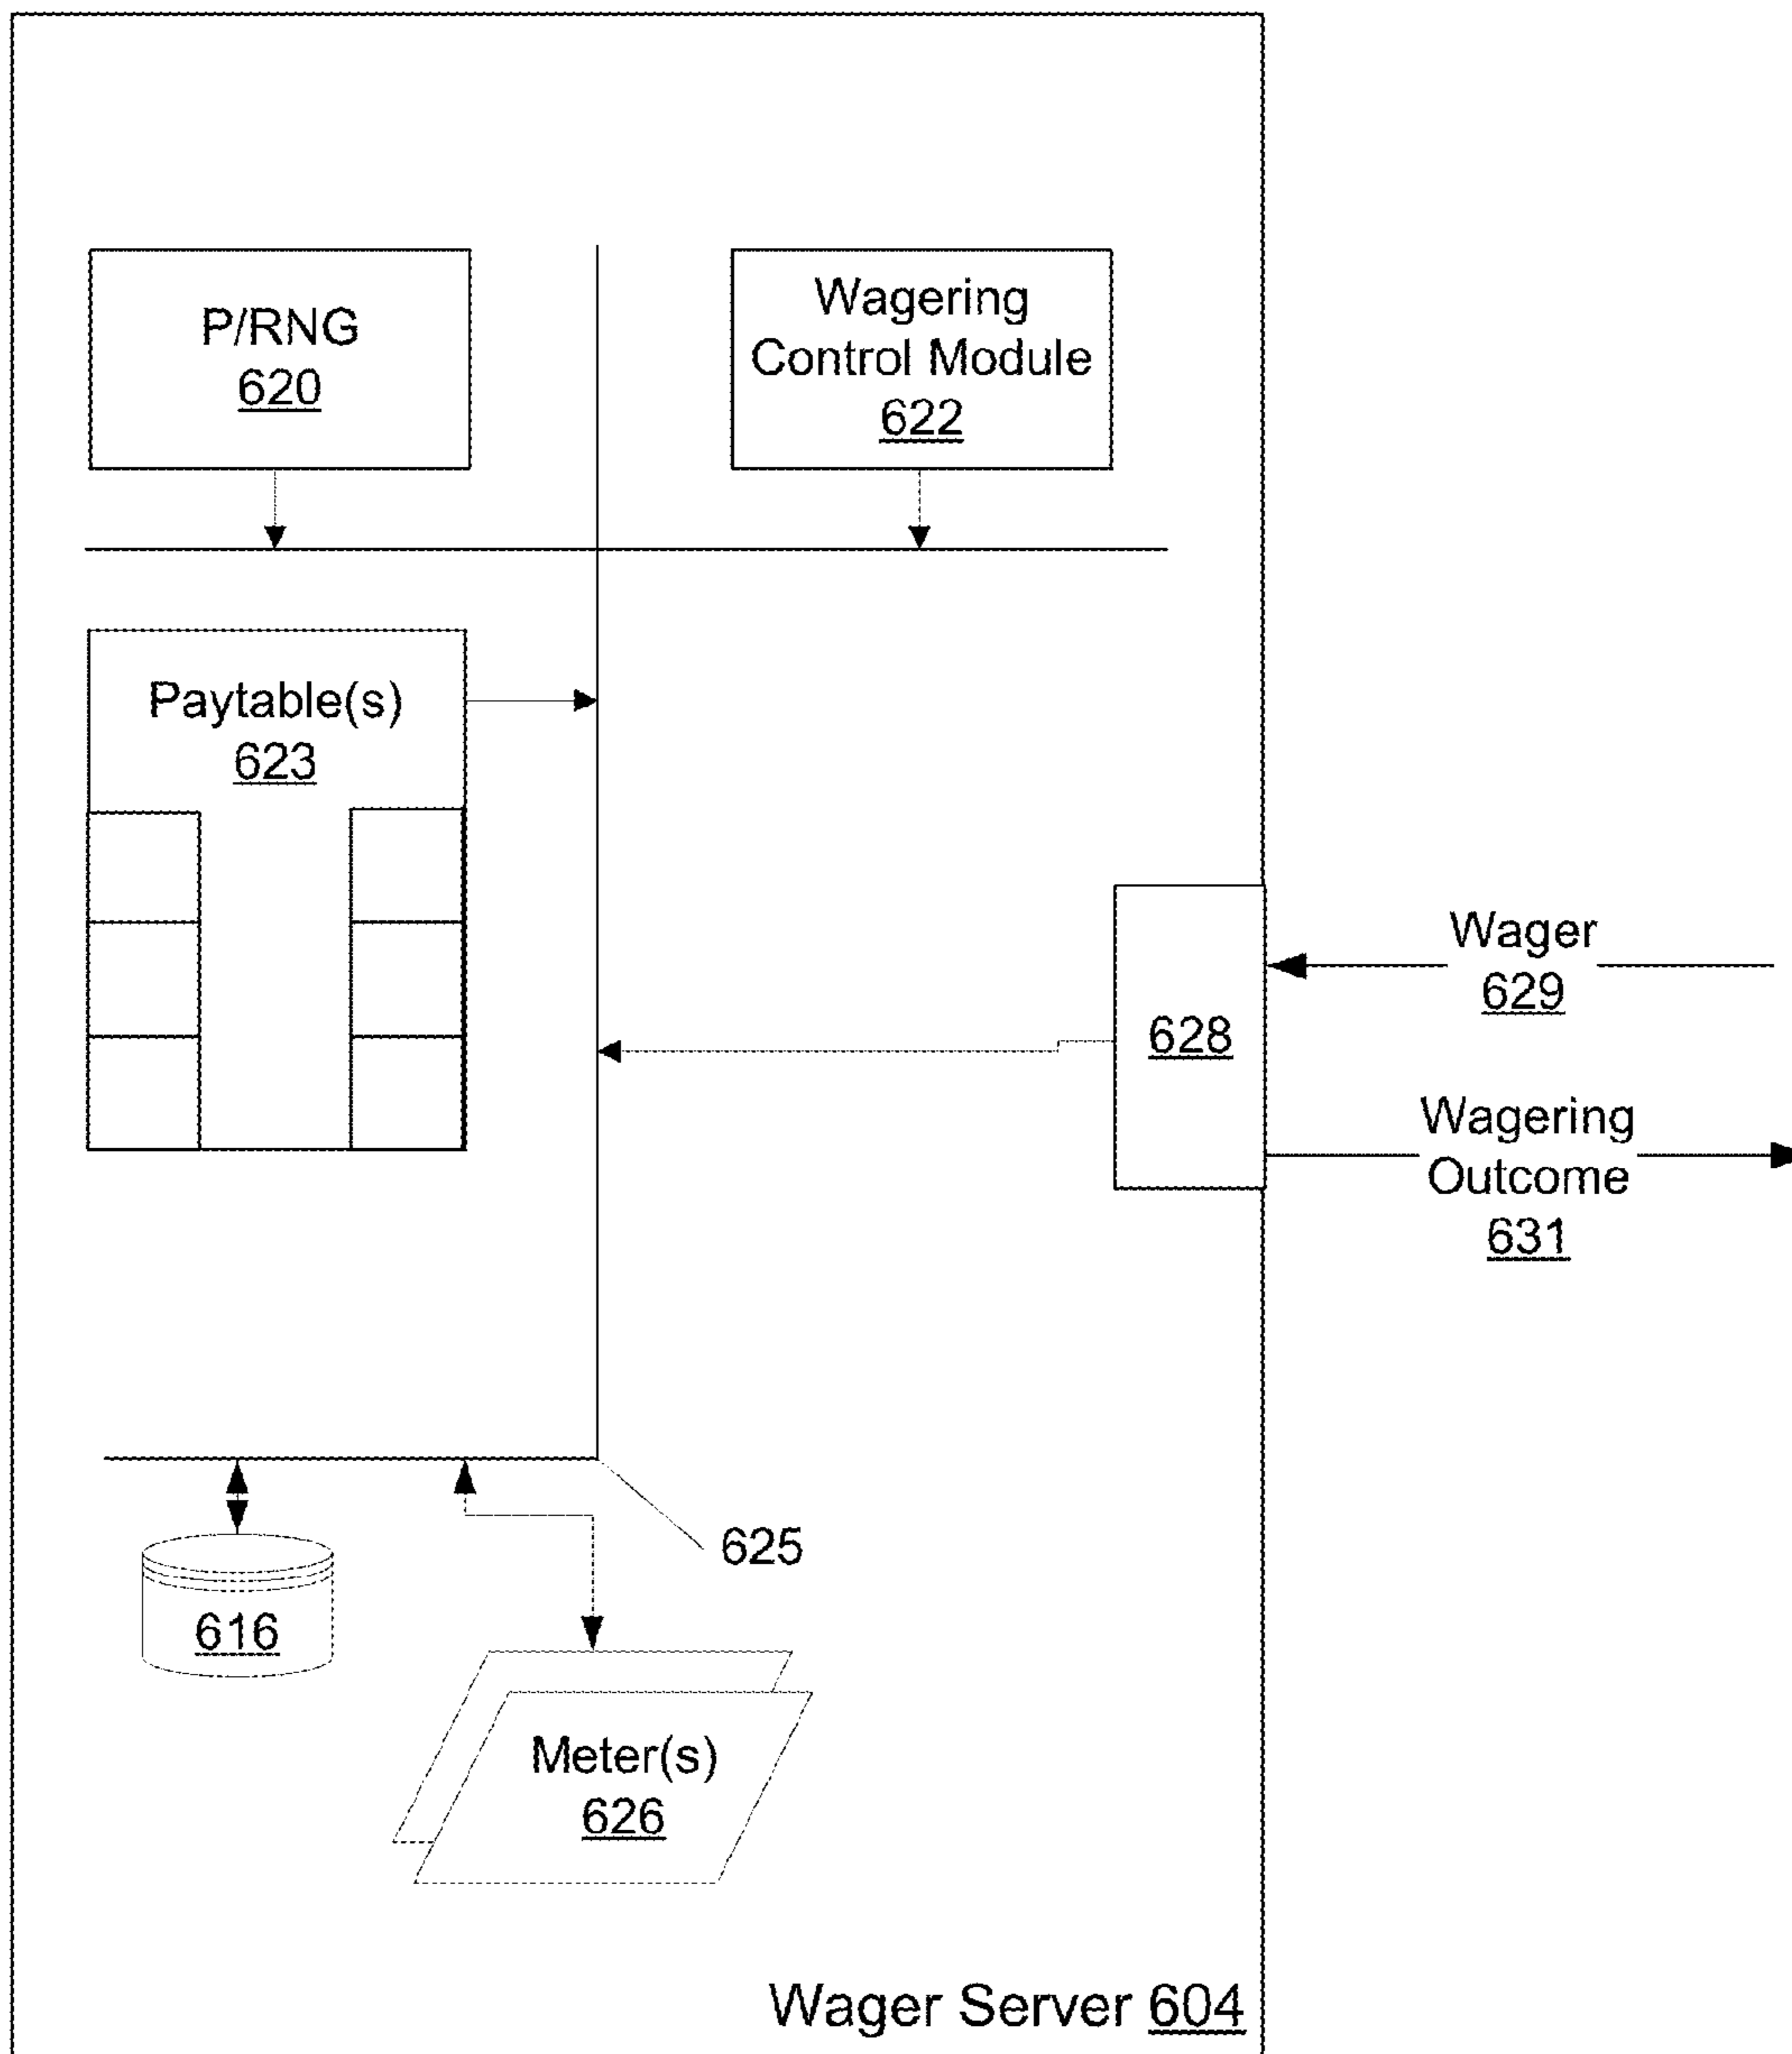 P/RNG
620
Wagering
Control Module
622
Paytable(s)
623
628
Wager
629
Wagering
Outcome
631
625
616
Meter(s)
626
Wager Server 604